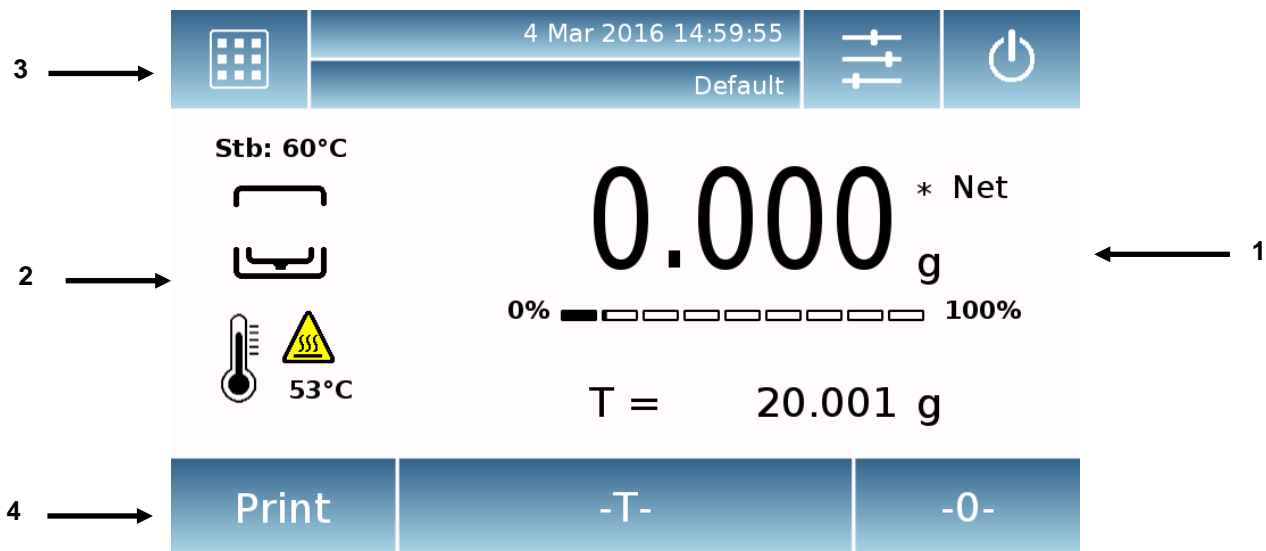 4 Mar 2016 14:59:55
3
Default
Stb: 60°C
* Net
0.000
g
1
2
0% 100%
53°C
T = 20.001 g
4
Print -T- -0-